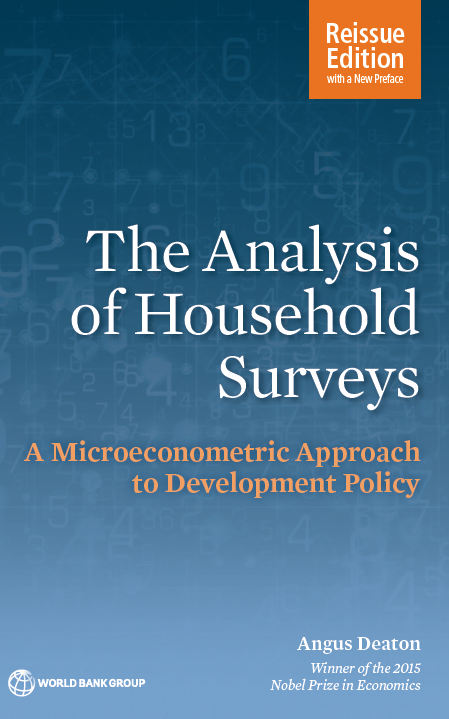 Reissue
Edition
with a New Preface
The Analysis
of Household
Surveys
A Microeconometric Approach
to Development Policy
Angus Deaton
Winner of the 2015
Nobel Prize in Economics
WORLD BANK GROUP